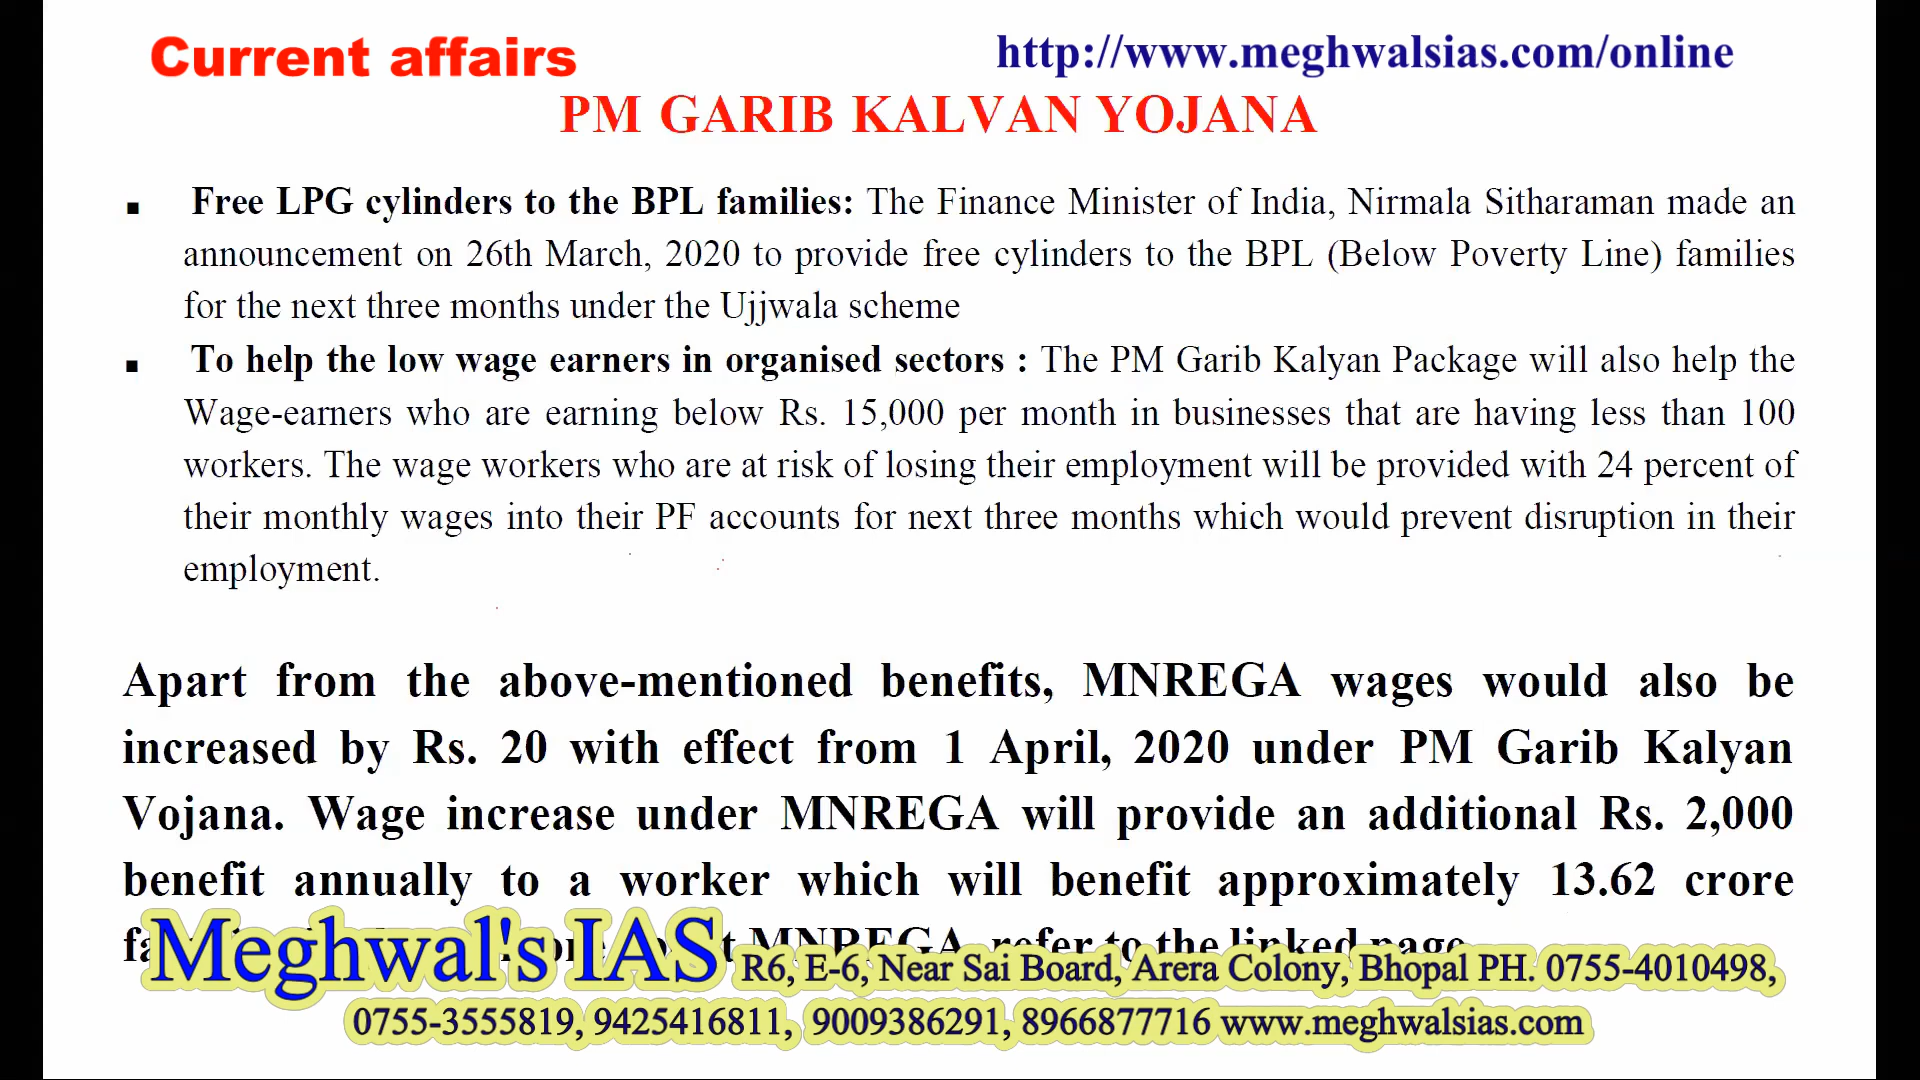 Current affairs
http://www.meghwalsias.com/online
PM GARIB KALVAN YOJANA
▪ Free LPG cylinders to the BPL families: The Finance Minister of India, Nirmala Sitharaman made an
announcement on 26th March, 2020 to provide free cylinders to the BPL (Below Poverty Line) families
for the next three months under the Ujjwala scheme
▪ To help the low wage earners in organised sectors : The PM Garib Kalyan Package will also help the
Wage-earners who are earning below Rs. 15,000 per month in businesses that are having less than 100
workers. The wage workers who are at risk of losing their employment will be provided with 24 percent of
their monthly wages into their PF accounts for next three months which would prevent disruption in their
employment.
Apart from the above-mentioned benefits, MNREGA wages would also be
increased by Rs. 20 with effect from 1 April, 2020 under PM Garib Kalyan
Vojana. Wage increase under MNREGA will provide an additional Rs. 2,000
benefit annually to a worker which will benefit approximately 13.62 crore
MNREGA, refer to the linked page.
Meghwal's IAS R6, E-6, Near Sai Board, Arera Colony, Bhopal PH. 0755-4010498,
0755-3555819, 9425416811, 9009386291, 8966877716 www.meghwalsias.com